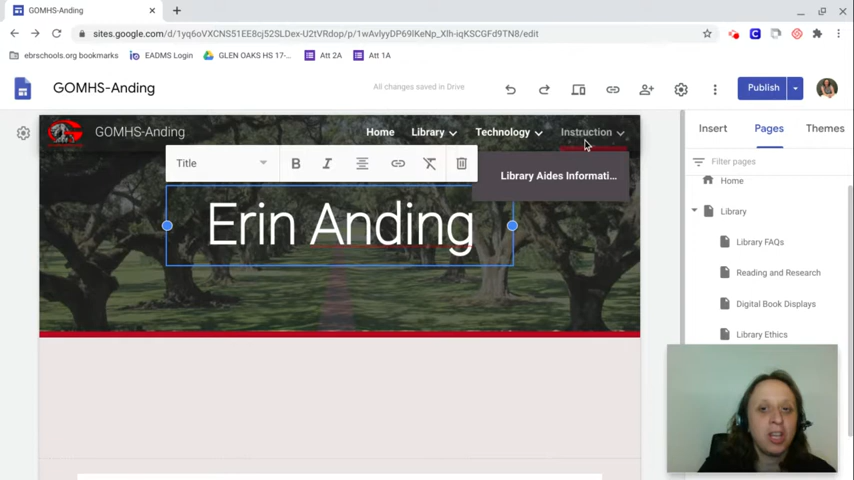 GOMHS-Anding
sites.google.com/d/1yq6oVXCNS51EE8cj52SLDex-U2tVRdop/p/1wAvlyyDP69IKeNp_Xlh-iqKSCGFd9TN8/edit
ebrschools.org bookmarks EADMS Login GLEN OAKS HS 17-... Att 2A Att 1A
GOMHS-Anding All changes saved in Drive Publish
GOMHS-Anding Home Library Technology Instruction
Insert Pages Themes
Title
Library Aides Informati...
Erin Anding
Filter pages
Home
Library
Library FAQs
Reading and Research
Digital Book Displays
Library Ethics